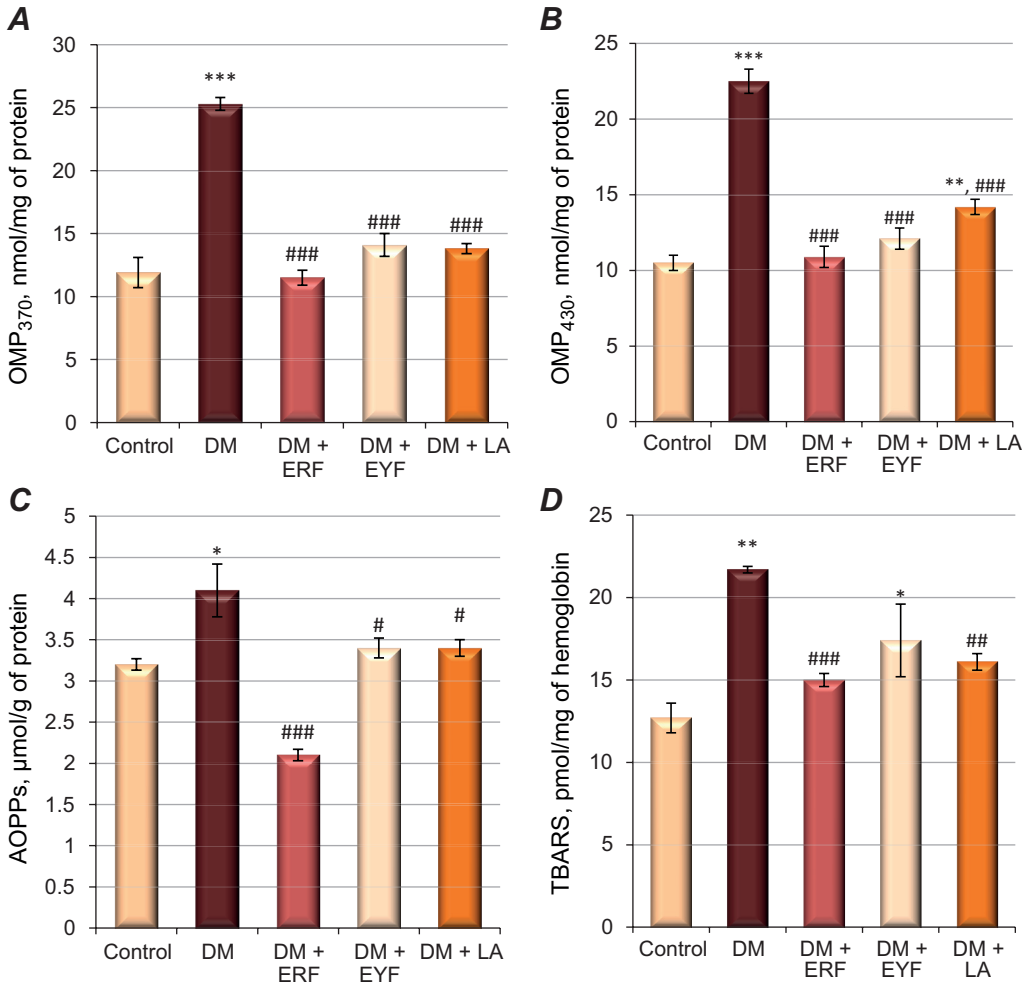 A
OMP370, nmol/mg of protein
30
25
20
15
10
5
0
***
###
###
###
Control
DM
DM +
ERF
DM +
EYF
DM + LA
B
OMP430, nmol/mg of protein
25
20
15
10
5
0
***
###
###
**, ###
Control
DM
DM +
ERF
DM +
EYF
DM + LA
C
AOPPs, µmol/g of protein
5
4.5
4
3.5
3
2.5
2
1.5
1
0.5
0
*
###
#
#
Control
DM
DM +
ERF
DM +
EYF
DM + LA
D
TBARS, pmol/mg of hemoglobin
25
20
15
10
5
0
**
###
*
##
Control
DM
DM +
ERF
DM +
EYF
DM +
LA